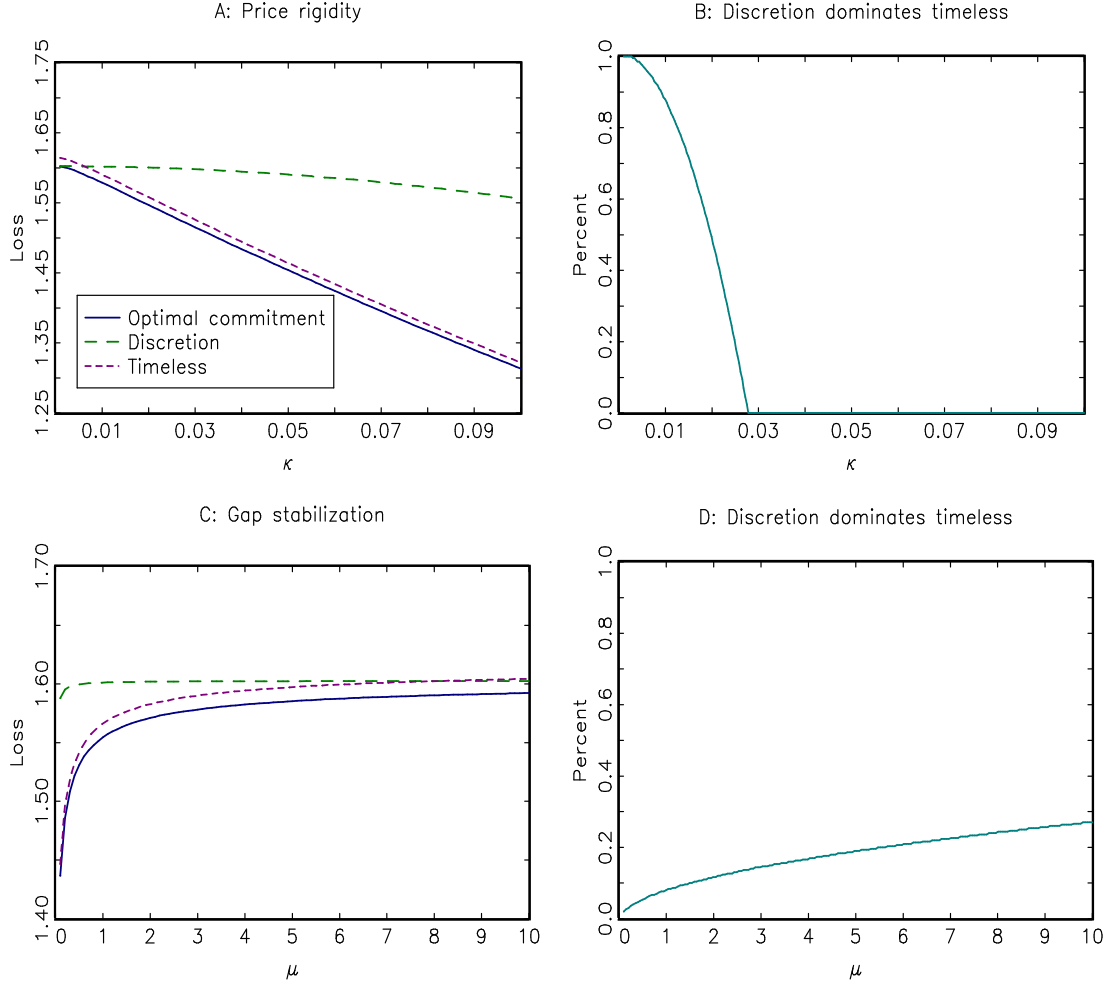 A: Price rigidity
1.75
1.65
1.55
1.45
1.35
1.25
Loss
Optimal commitment
Discretion
Timeless
0.01 0.03 0.05 0.07 0.09
κ
B: Discretion dominates timeless
1.0
0.8
0.6
0.4
0.2
0.0
Percent
0.01 0.03 0.05 0.07 0.09
κ
C: Gap stabilization
1.70
1.60
1.50
1.40
Loss
0 1 2 3 4 5 6 7 8 9 10
μ
D: Discretion dominates timeless
1.0
0.8
0.6
0.4
0.2
0.0
Percent
0 1 2 3 4 5 6 7 8 9 10
μ